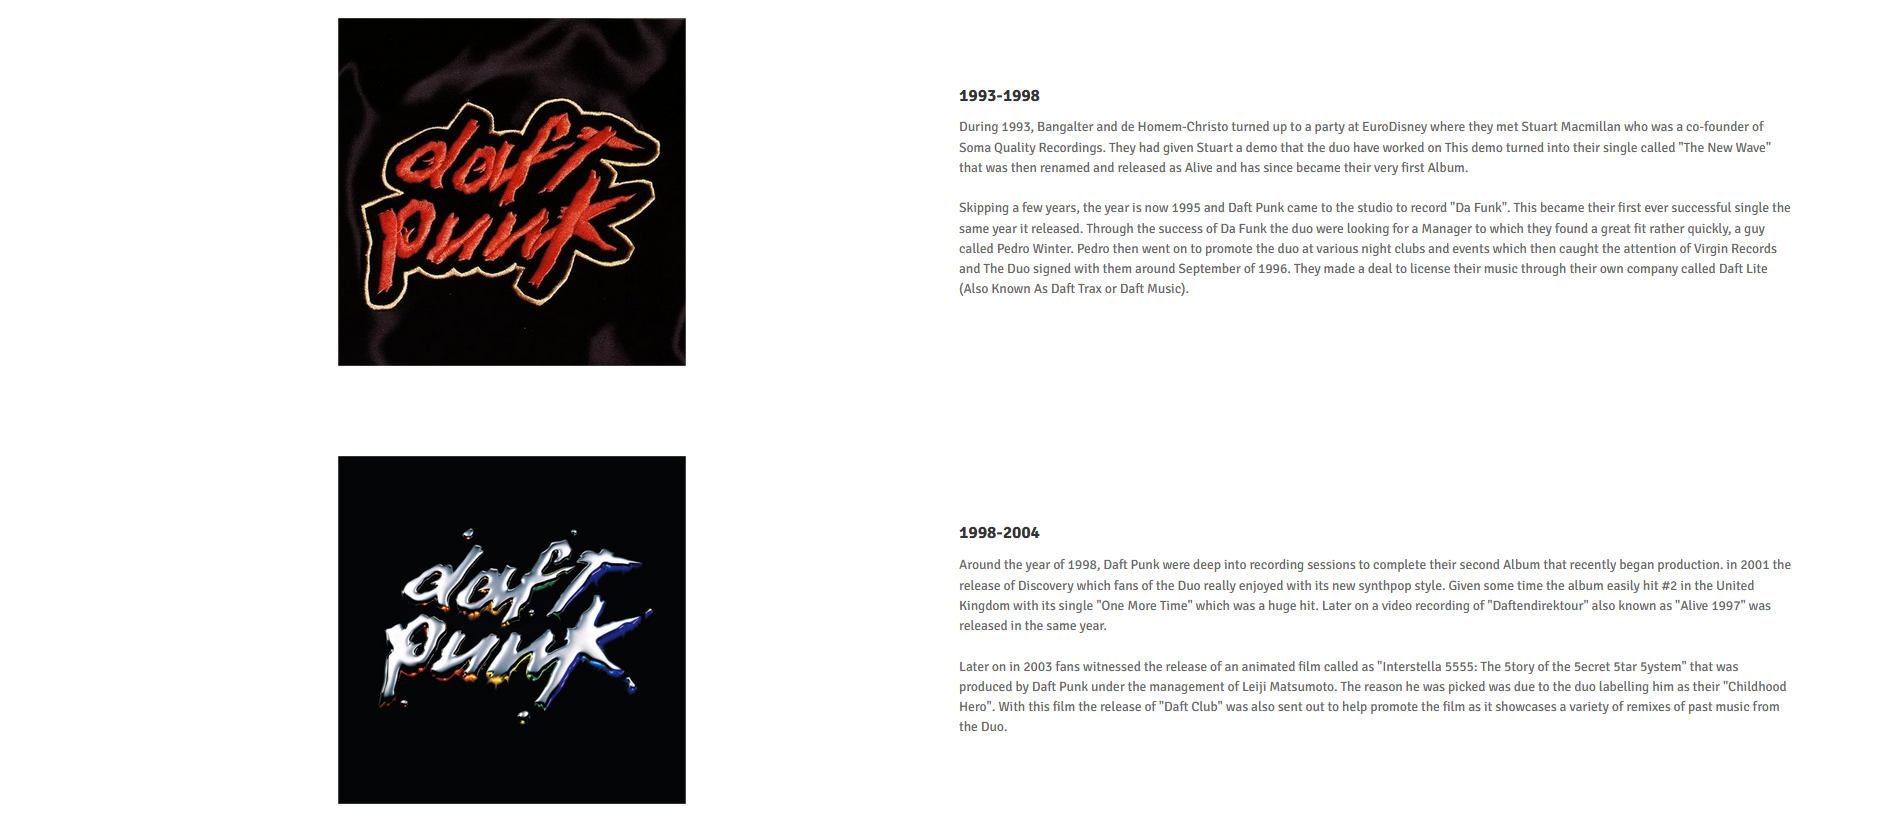 daft
punk
1993-1998
During 1993, Bangalter and de Homem-Christo turned up to a party at EuroDisney where they met Stuart Macmillan who was a co-founder of
Soma Quality Recordings. They had given Stuart a demo that the duo have worked on This demo turned into their single called "The New Wave"
that was then renamed and released as Alive and has since became their very first Album.
Skipping a few years, the year is now 1995 and Daft Punk came to the studio to record "Da Funk". This became their first ever successful single the
same year it released. Through the success of Da Funk the duo were looking for a Manager to which they found a great fit rather quickly, a guy
called Pedro Winter. Pedro then went on to promote the duo at various night clubs and events which then caught the attention of Virgin Records
and The Duo signed with them around September of 1996. They made a deal to license their music through their own company called Daft Lite
(Also Known As Daft Trax or Daft Music).
daft
punk
1998-2004
Around the year of 1998, Daft Punk were deep into recording sessions to complete their second Album that recently began production. in 2001 the
release of Discovery which fans of the Duo really enjoyed with its new synthpop style. Given some time the album easily hit #2 in the United
Kingdom with its single "One More Time" which was a huge hit. Later on a video recording of "Daftendirektour" also known as "Alive 1997" was
released in the same year.
Later on in 2003 fans witnessed the release of an animated film called as "Interstella 5555: The 5tory of the 5ecret 5tar 5ystem" that was
produced by Daft Punk under the management of Leiji Matsumoto. The reason he was picked was due to the duo labelling him as their "Childhood
Hero". With this film the release of "Daft Club" was also sent out to help promote the film as it showcases a variety of remixes of past music from
the Duo.